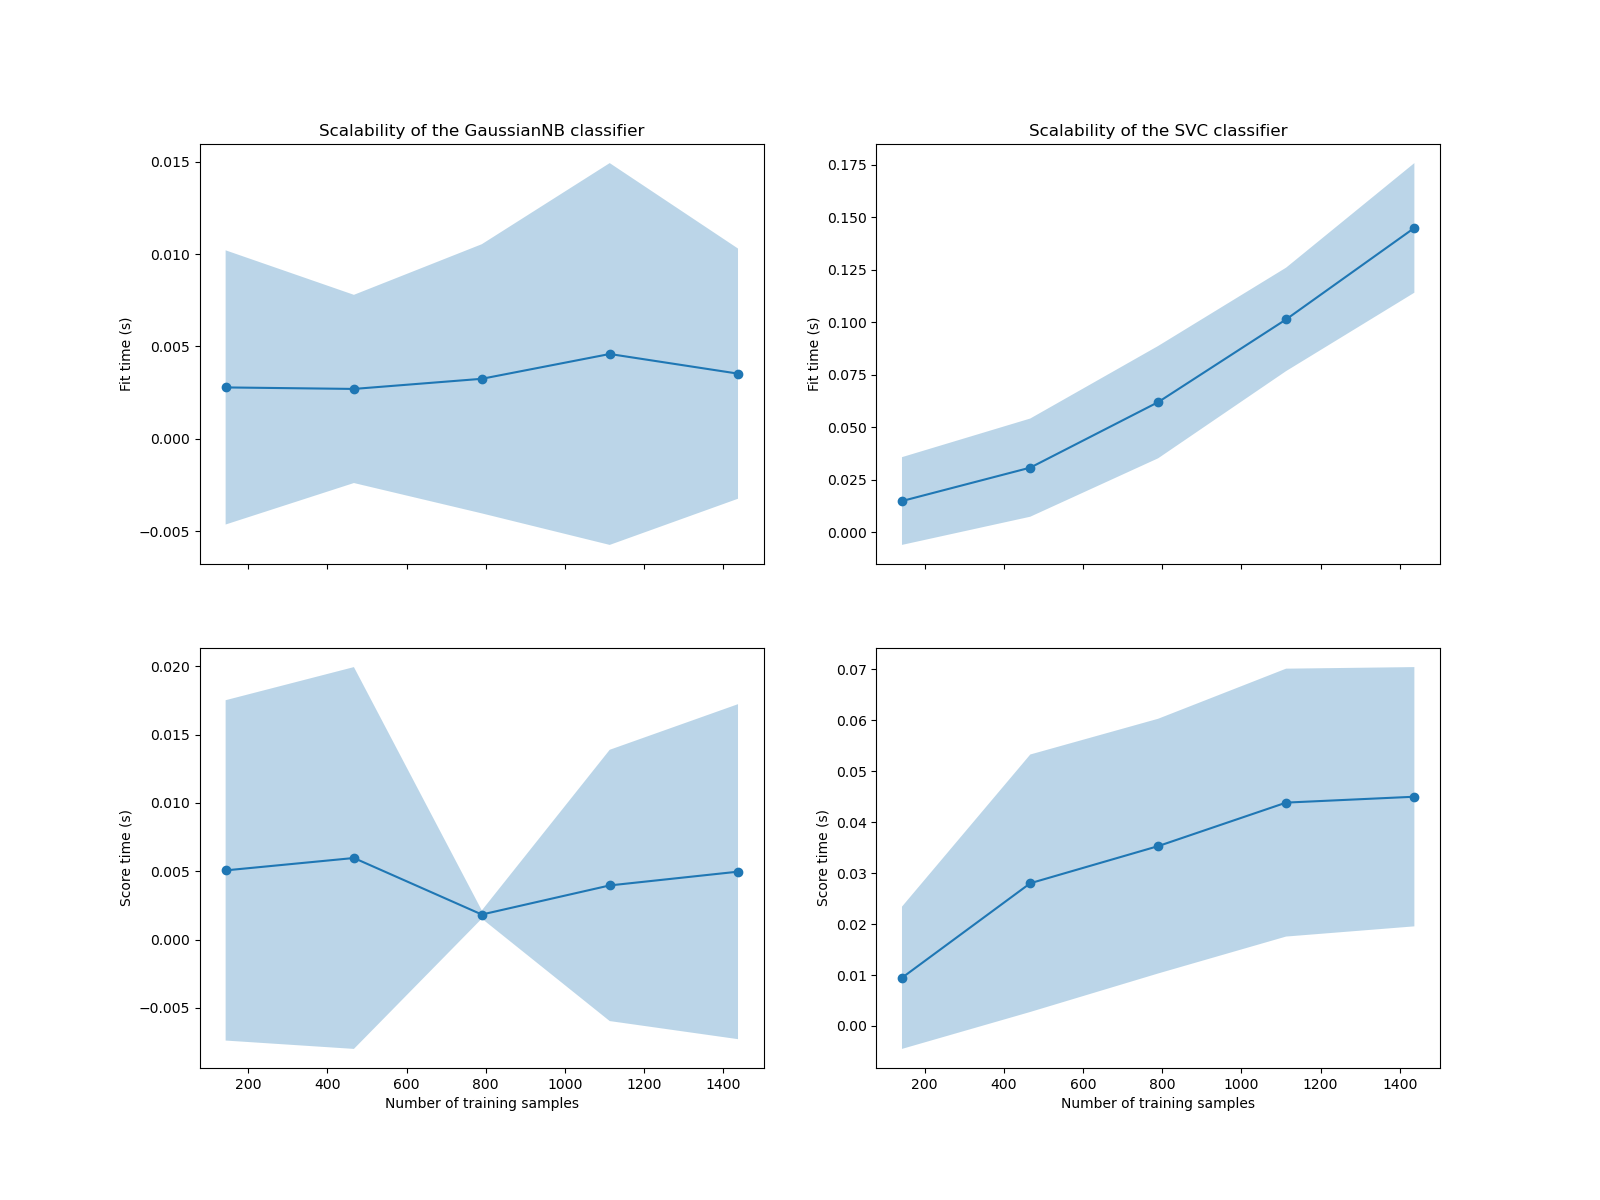 Scalability of the GaussianNB classifier
0.015
0.010
0.005
0.000
−0.005
Fit time (s)
Scalability of the SVC classifier
0.175
0.150
0.125
0.100
0.075
0.050
0.025
0.000
Fit time (s)
0.020
0.015
0.010
0.005
0.000
−0.005
Score time (s)
200 400 600 800 1000 1200 1400
Number of training samples
0.07
0.06
0.05
0.04
0.03
0.02
0.01
0.00
Score time (s)
200 400 600 800 1000 1200 1400
Number of training samples